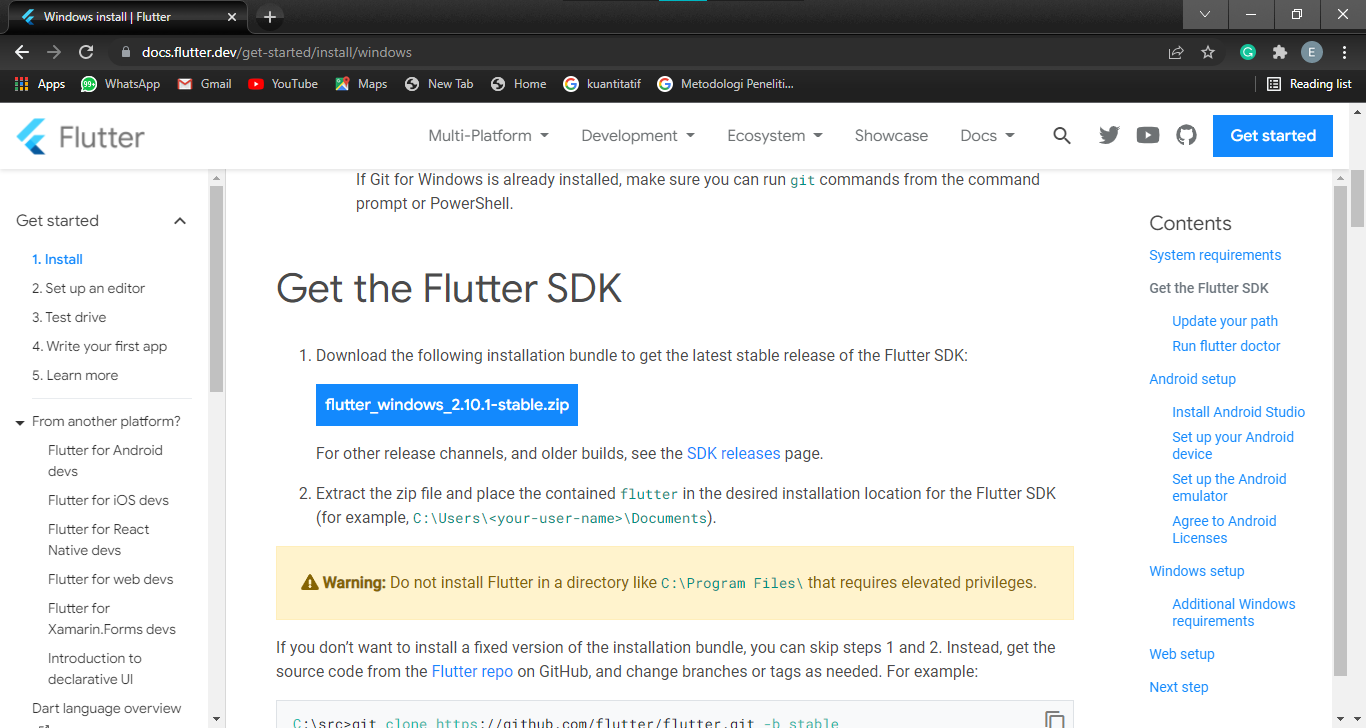 Windows install | Flutter
docs.flutter.dev/get-started/install/windows
E
Apps
99+
WhatsApp
Gmail
YouTube
Maps
New Tab
Home
kuantitatif
Metodologi Peneliti...
Reading list
Flutter
Multi-Platform
Development
Ecosystem
Showcase
Docs
Get started
Get started
1. Install
2. Set up an editor
3. Test drive
4. Write your first app
5. Learn more
From another platform?
Flutter for Android
devs
Flutter for iOS devs
Flutter for React
Native devs
Flutter for web devs
Flutter for
Xamarin.Forms devs
Introduction to
declarative UI
Dart language overview
If Git for Windows is already installed, make sure you can run git commands from the command
prompt or PowerShell.
Get the Flutter SDK
1. Download the following installation bundle to get the latest stable release of the Flutter SDK:
flutter_windows_2.10.1-stable.zip
For other release channels, and older builds, see the SDK releases page.
2. Extract the zip file and place the contained flutter in the desired installation location for the Flutter SDK
(for example, C:\Users\<your-user-name>\Documents).
Warning: Do not install Flutter in a directory like C:\Program Files\ that requires elevated privileges.
If you don’t want to install a fixed version of the installation bundle, you can skip steps 1 and 2. Instead, get the
source code from the Flutter repo on GitHub, and change branches or tags as needed. For example:
C:\src>git clone https://github.com/flutter/flutter.git -b stable
Contents
System requirements
Get the Flutter SDK
Update your path
Run flutter doctor
Android setup
Install Android Studio
Set up your Android
device
Set up the Android
emulator
Agree to Android
Licenses
Windows setup
Additional Windows
requirements
Web setup
Next step